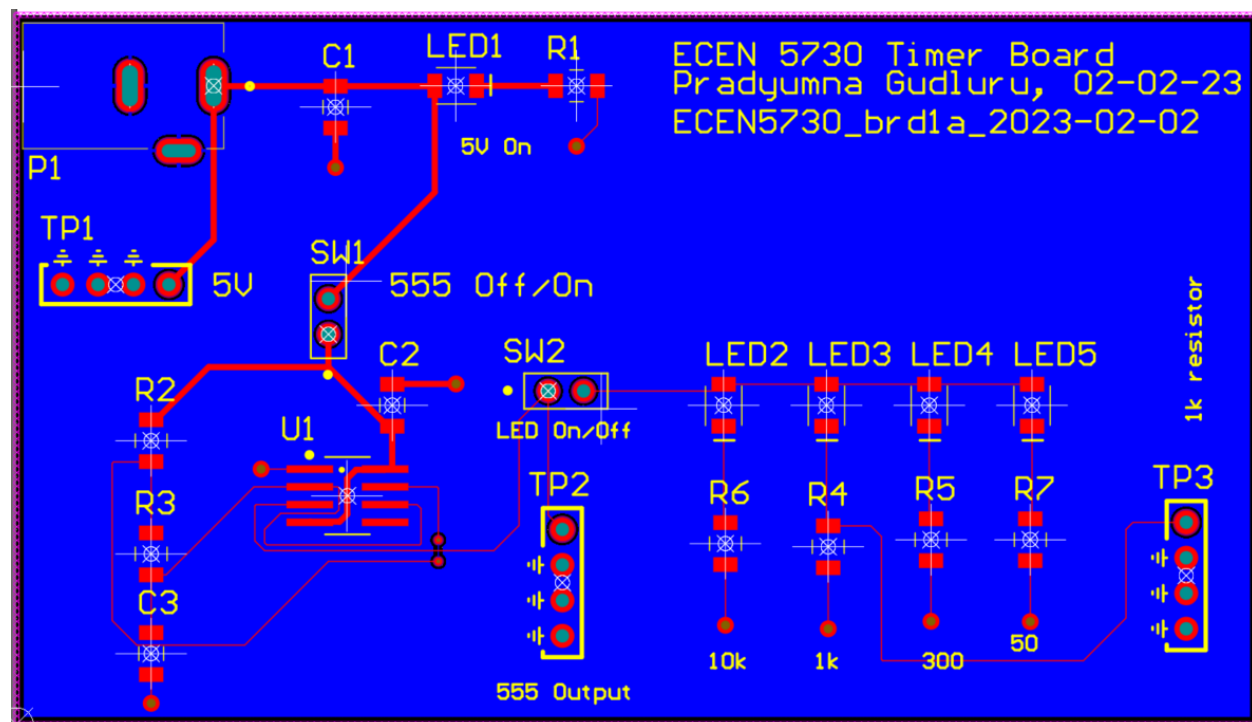 C1
LED1
R1
ECEN 5730 Timer Board
Pradyumna Gudluru, 02-02-23
ECEN5730_brd1a_2023-02-02
5V On
P1
TP1
5V
SW1
555 Off/On
1k resistor
C2
SW2
LED2
LED3
LED4
LED5
R2
U1
LED On/Off
TP2
TP3
R3
R6
R4
R5
R7
C3
50
10k
1k
300
555 Output